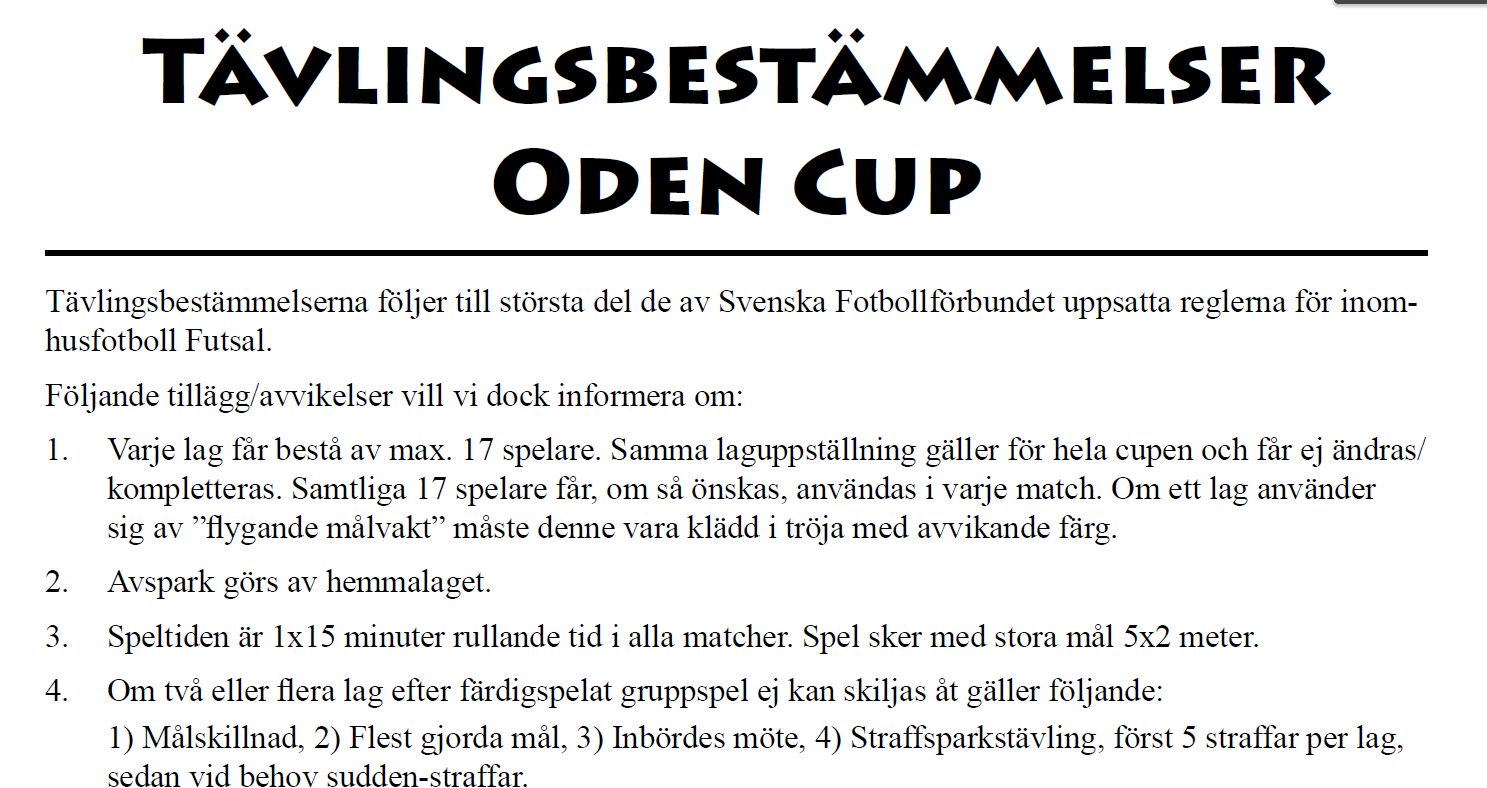 TÄVLINGSBESTÄMMELSER
ODEN CUP
Tävlingsbestämmelserna följer till största del de av Svenska Fotbollförbundet uppsatta reglerna för inom-
husfotboll Futsal.
Följande tillägg/avvikelser vill vi dock informera om:
1. Varje lag får bestå av max. 17 spelare. Samma laguppställning gäller för hela cupen och får ej ändras/
kompletteras. Samtliga 17 spelare får, om så önskas, användas i varje match. Om ett lag använder
sig av ”flygande målvakt” måste denne vara klädd i tröja med avvikande färg.
2. Avspark görs av hemmalaget.
3. Speltiden är 1x15 minuter rullande tid i alla matcher. Spel sker med stora mål 5x2 meter.
4. Om två eller flera lag efter färdigspelat gruppspel ej kan skiljas åt gäller följande:
1) Målskillnad, 2) Flest gjorda mål, 3) Inbördes möte, 4) Straffsparkstävling, först 5 straffar per lag,
sedan vid behov sudden-straffar.